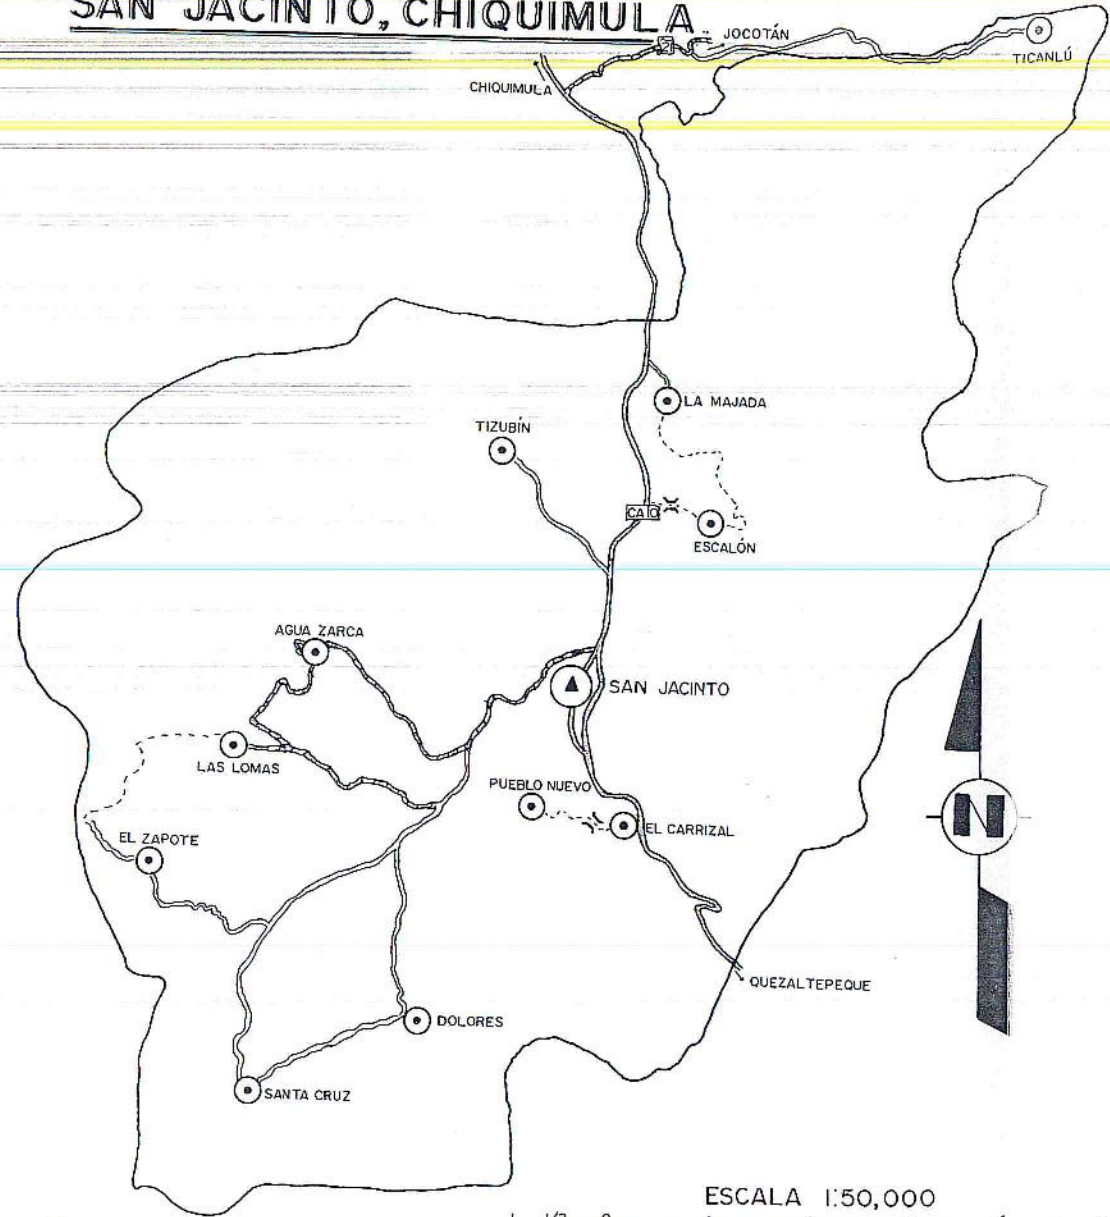 SAN JACINTO, CHIQUIMULA
JOCOTÁN
TICANLÚ
CHIQUIMULA
LA MAJADA
TIZUBÍN
CA 10
ESCALÓN
AGUA ZARCA
SAN JACINTO
LAS LOMAS
PUEBLO NUEVO
EL CARRIZAL
EL ZAPOTE
N
QUEZALTEPEQUE
DOLORES
SANTA CRUZ
ESCALA 1:50,000